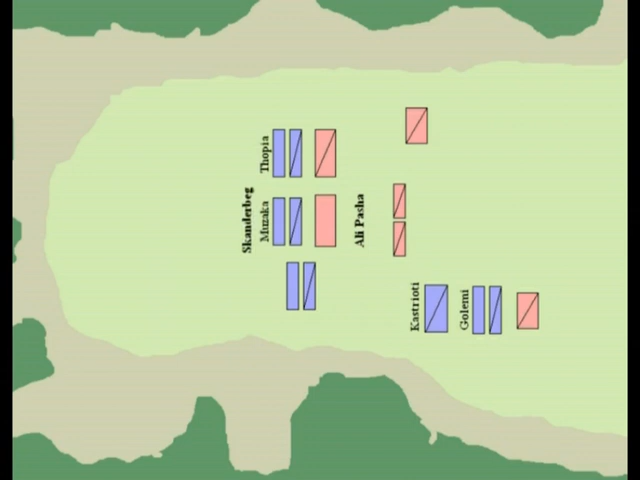 Thopia
Skanderbeg
Muzaka
Ali Pasha
Kastrioti
Golemi